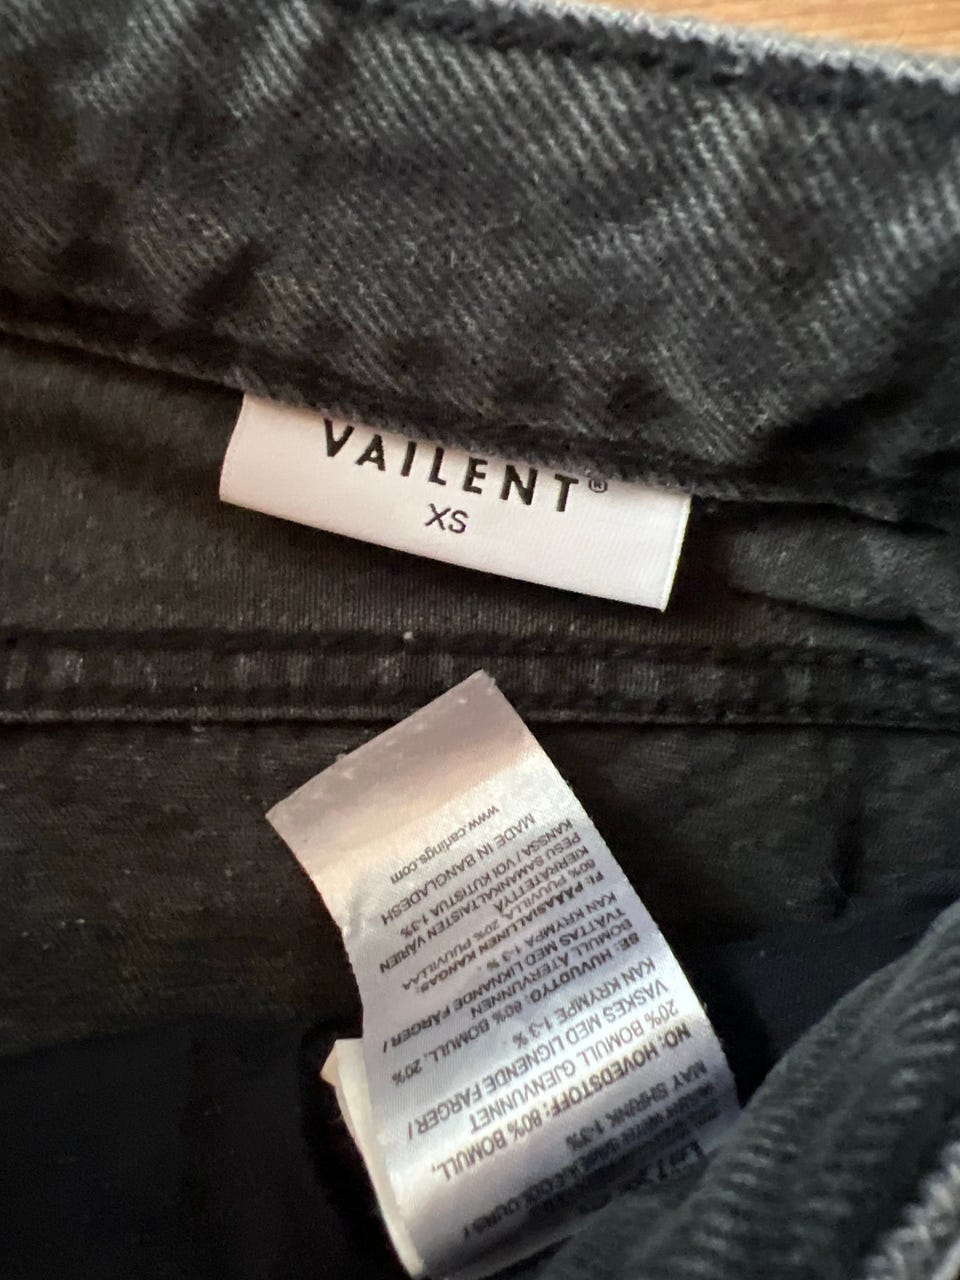 VAILENT®
XS
MAY SHRINK 1-3%
NO: HOVEDSTOFF: 80% BOMULL,
20% BOMULL GJENVUNNET
VASKES MED LIGNENDE FARGER /
KAN KRYMPE 1-3 %
SE: HUVUDTYG: 80% BOMULL, 20%
BOMULL ÅTERVUNNEN
TVÄTTAS MED LIKNANDE FÄRGER /
KAN KRYMPA 1-3 %
FI: PÄÄASIALLINEN KANGAS:
80% PUUVILLA, 20% PUUVILLAA
KIERRÄTETTYÄ
PESU SAMANKALTAISTEN VÄRIEN
KANSSA / VOI KUTISTUA 1-3%
MADE IN BANGLADESH
www.carlings.com